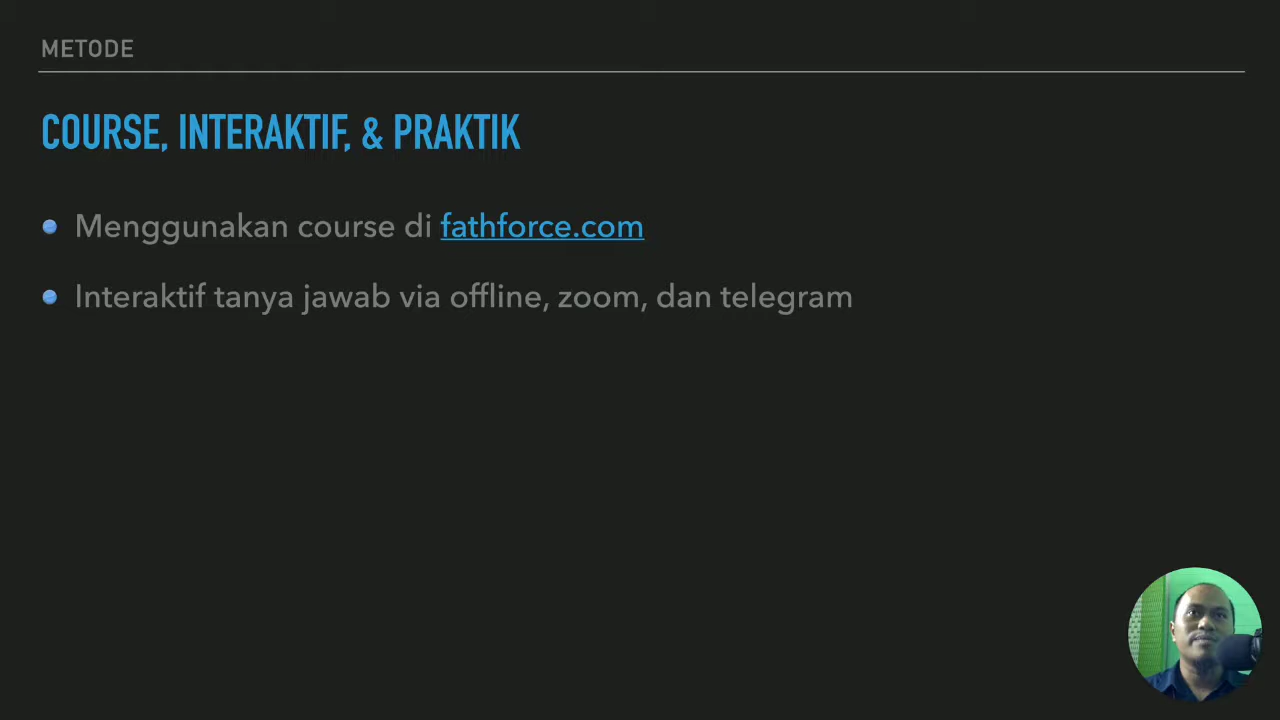 METODE
COURSE, INTERAKTIF, & PRAKTIK
Menggunakan course di fathforce.com
Interaktif tanya jawab via offline, zoom, dan telegram